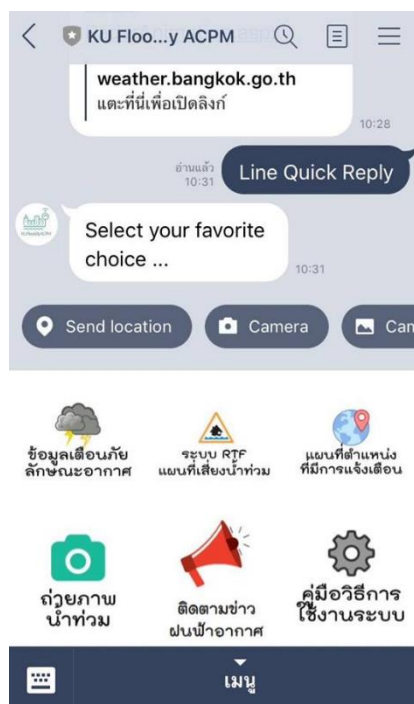 KU Floo...y ACPM
weather.bangkok.go.th
แตะที่นี่เพื่อเปิดลิงก์
10:28
อ่านแล้ว
10:31
Line Quick Reply
Select your favorite
choice ...
10:31
Send location
Camera
Cam
ข้อมูลเตือนภัย
ลักษณะอากาศ
ระบบ RTF
แผนที่เสี่ยงน้ำท่วม
แผนที่ตำแหน่ง
ที่มีการแจ้งเตือน
ถ่ายภาพ
น้ำท่วม
ติดตามข่าว
ฝนฟ้าอากาศ
คู่มือวิธีการ
ใช้งานระบบ
เมนู